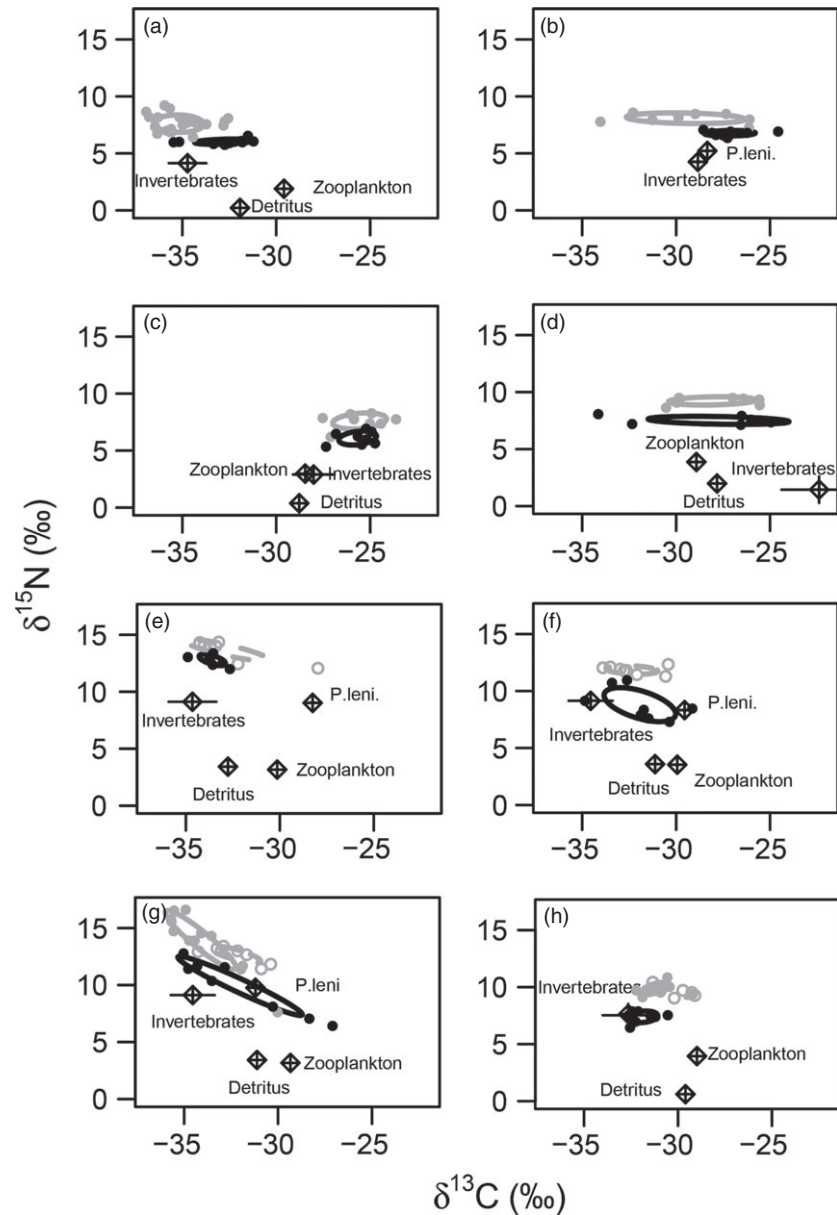 (a)
15
10
5
0
Invertebrates
Zooplankton
Detritus
−35 −30 −25
(b)
15
10
5
0
P.leni.
Invertebrates
−35 −30 −25
(c)
15
10
5
0
Zooplankton
Invertebrates
Detritus
−35 −30 −25
(d)
15
10
5
0
Zooplankton
Invertebrates
Detritus
−35 −30 −25
δ15N (‰)
(e)
15
10
5
0
Invertebrates
P.leni.
Zooplankton
Detritus
−35 −30 −25
(f)
15
10
5
0
P.leni.
Invertebrates
Detritus
Zooplankton
−35 −30 −25
(g)
15
10
5
0
P.leni
Invertebrates
Zooplankton
Detritus
−35 −30 −25
(h)
15
10
5
0
Invertebrates
Zooplankton
Detritus
−35 −30 −25
δ13C (‰)